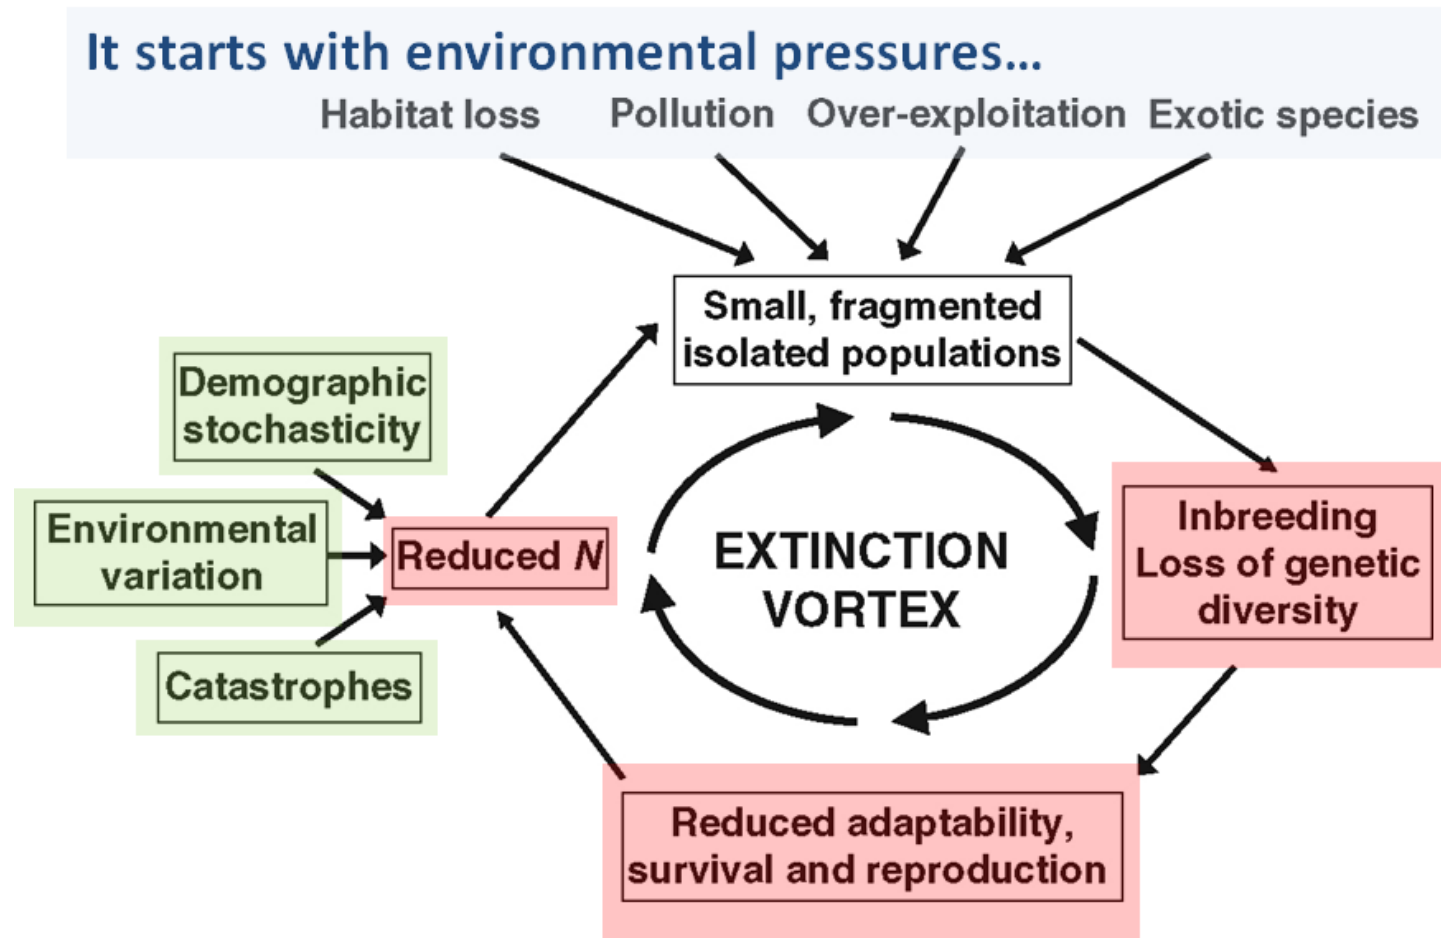 It starts with environmental pressures...
Habitat loss Pollution Over-exploitation Exotic species
Small, fragmented
isolated populations
Demographic
stochasticity
Environmental
variation
Catastrophes
Reduced N
EXTINCTION
VORTEX
Inbreeding
Loss of genetic
diversity
Reduced adaptability,
survival and reproduction